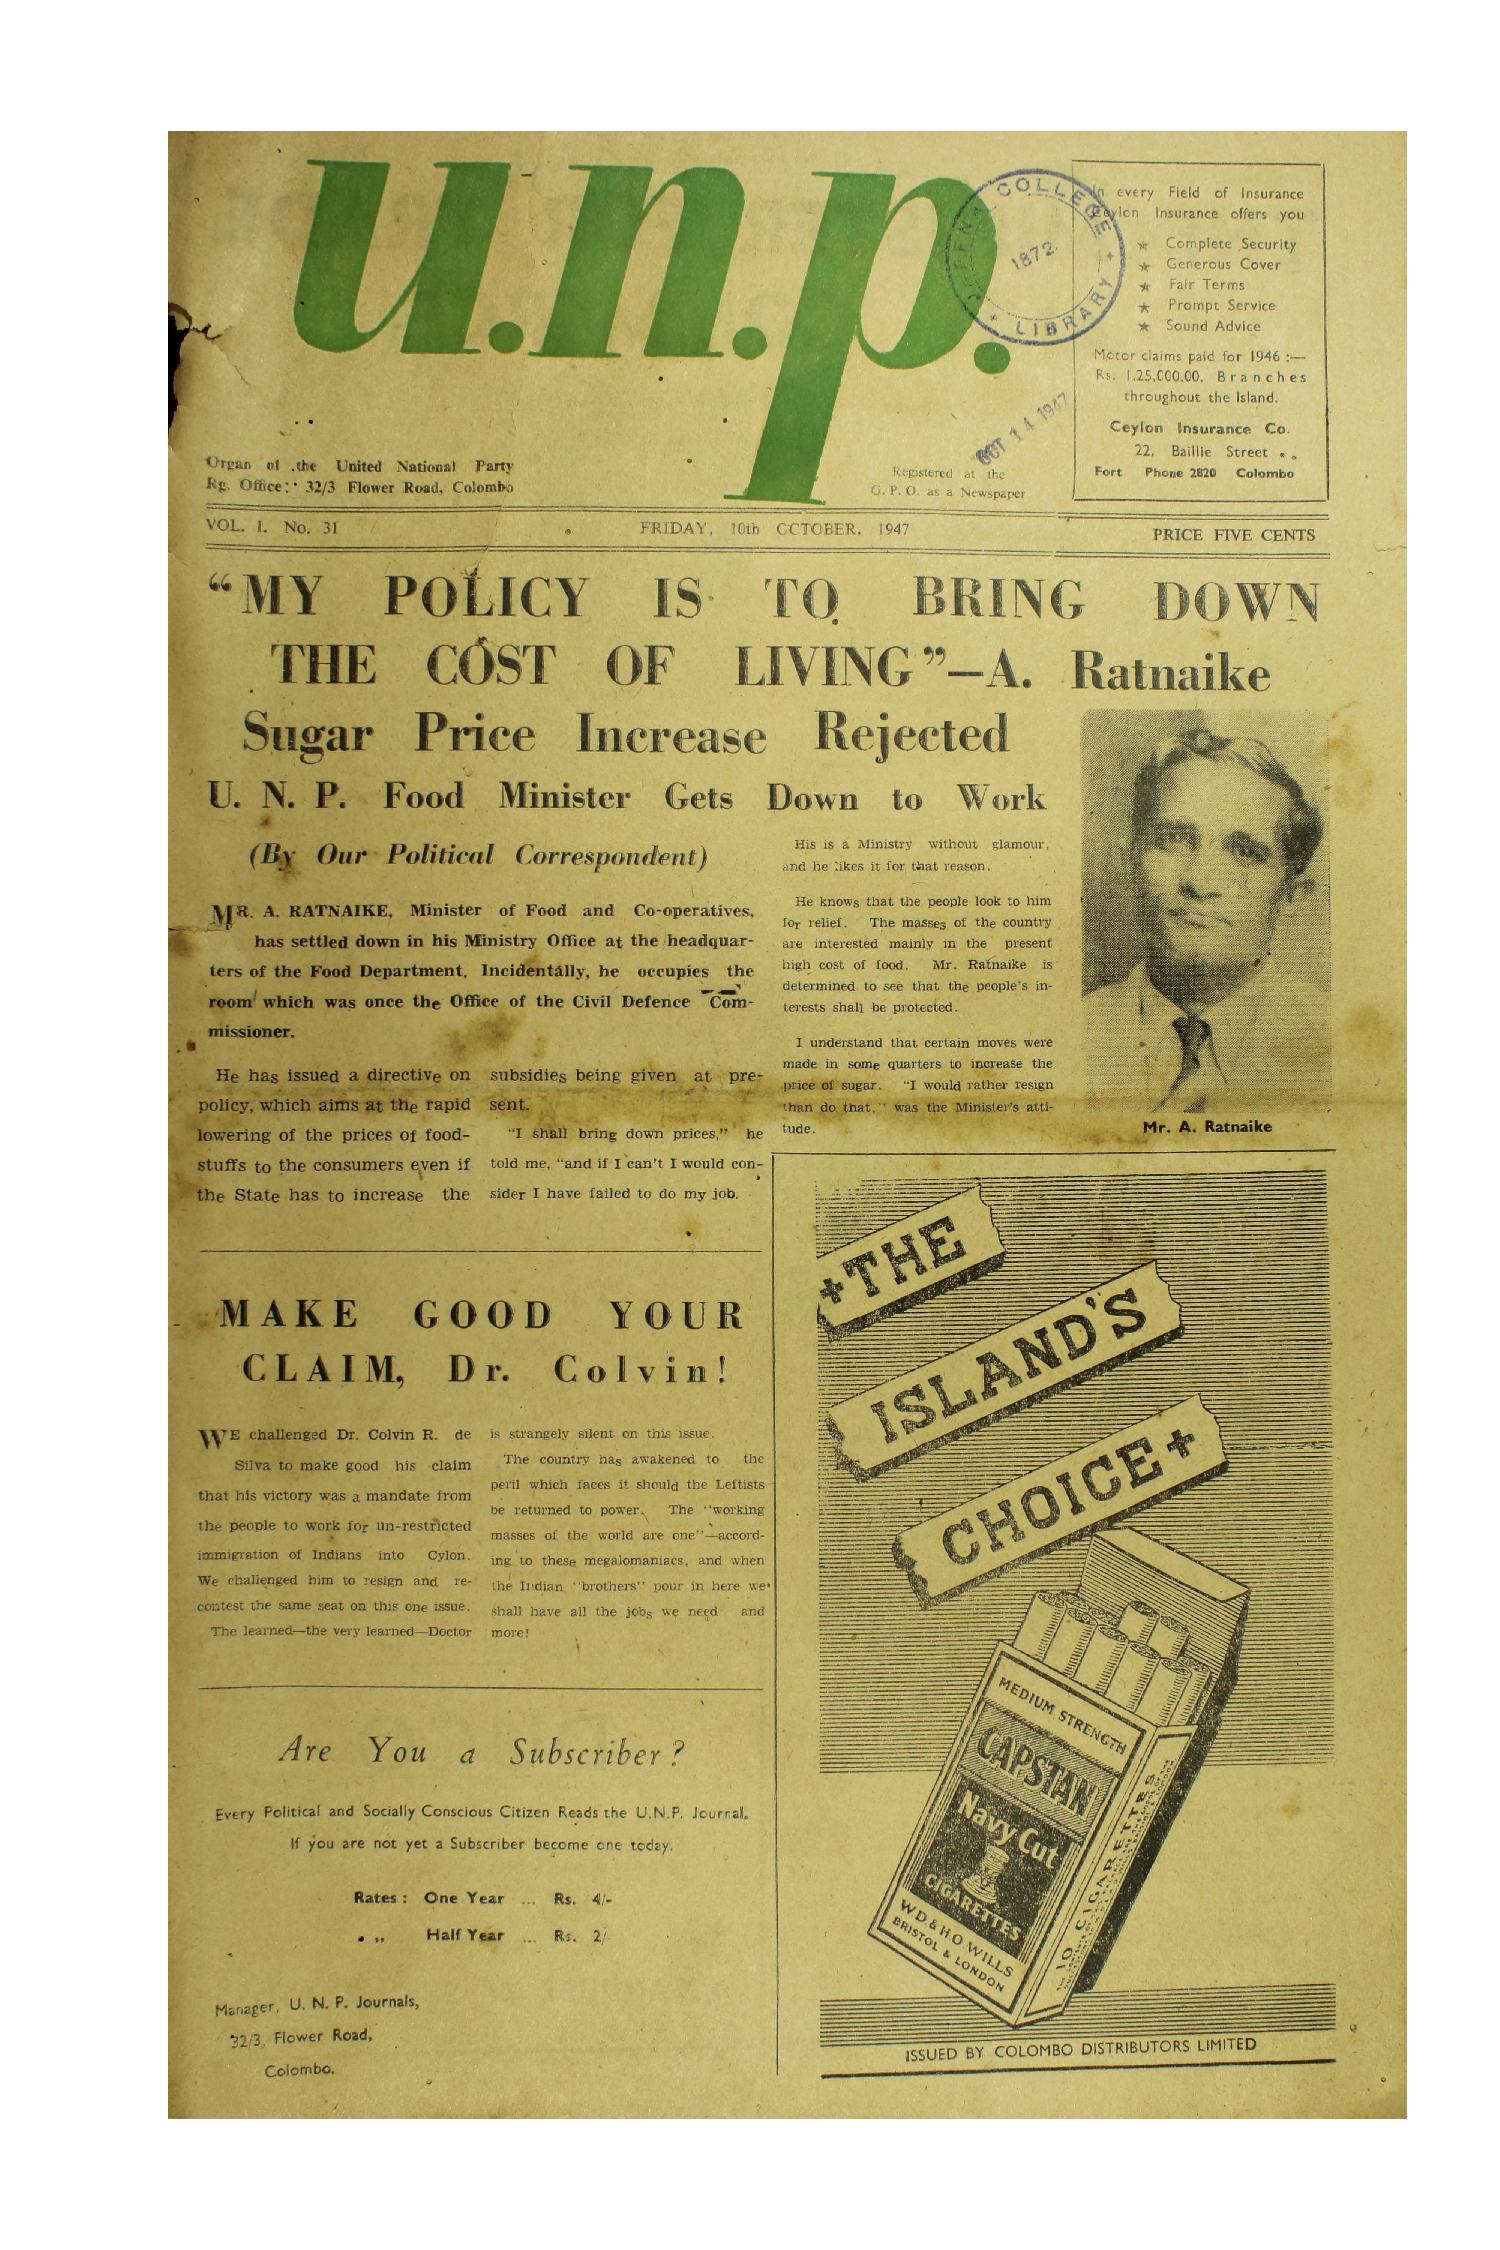 u.n.p.
JAFFNA COLLEGE
1872
LIBRARY
OCT 14 1947
In every Field of Insurance
Ceylon Insurance offers you
★ Complete Security
★ Generous Cover
★ Fair Terms
★ Prompt Service
★ Sound Advice
Motor claims paid for 1946 :—
Rs. 1,25,000.00. Branches
throughout the Island.
Ceylon Insurance Co.
22, Baillie Street . .
Fort Phone 2820 Colombo
Organ of the United National Party
Rg. Office: 32/3 Flower Road, Colombo
Registered at the
G. P. O. as a Newspaper
VOL. I. No. 31
FRIDAY, 10th OCTOBER, 1947
PRICE FIVE CENTS
“MY POLICY IS TO BRING DOWN
THE COST OF LIVING”—A. Ratnaike
Sugar Price Increase Rejected
U. N. P. Food Minister Gets Down to Work
(By Our Political Correspondent)
MR. A. RATNAIKE, Minister of Food and Co-operatives,
has settled down in his Ministry Office at the headquar-
ters of the Food Department. Incidentally, he occupies the
room which was once the Office of the Civil Defence Com-
missioner.
He has issued a directive on
policy, which aims at the rapid
lowering of the prices of food-
stuffs to the consumers even if
the State has to increase the
subsidies being given at pre-
sent.
“I shall bring down prices,” he
told me, “and if I can’t I would con-
sider I have failed to do my job.
His is a Ministry without glamour,
and he likes it for that reason.
He knows that the people look to him
for relief. The masses of the country
are interested mainly in the present
high cost of food. Mr. Ratnaike is
determined to see that the people’s in-
terests shall be protected.
I understand that certain moves were
made in some quarters to increase the
price of sugar. “I would rather resign
than do that,” was the Minister’s atti-
tude.
Mr. A. Ratnaike
MAKE GOOD YOUR
CLAIM, Dr. Colvin!
WE challenged Dr. Colvin R. de
Silva to make good his claim
that his victory was a mandate from
the people to work for un-restricted
immigration of Indians into Cylon.
We challenged him to resign and re-
contest the same seat on this one issue.
The learned—the very learned—Doctor
is strangely silent on this issue.
The country has awakened to the
peril which faces it should the Leftists
be returned to power. The “working
masses of the world are one”—accord-
ing to these megalomaniacs, and when
the Indian “brothers” pour in here we
shall have all the jobs we need and
more!
Are You a Subscriber?
Every Political and Socially Conscious Citizen Reads the U.N.P. Journal.
If you are not yet a Subscriber become one today.
Rates : One Year ... Rs. 4/-
„ Half Year ... Rs. 2/-
Manager, U. N. P. Journals,
32/3, Flower Road,
Colombo.
+THE
ISLAND'S
CHOICE+
MEDIUM STRENGTH
CAPSTAN
Navy Cut
CIGARETTES
W.D. & H.O. WILLS
BRISTOL & LONDON
10 CIGARETTES
ISSUED BY COLOMBO DISTRIBUTORS LIMITED